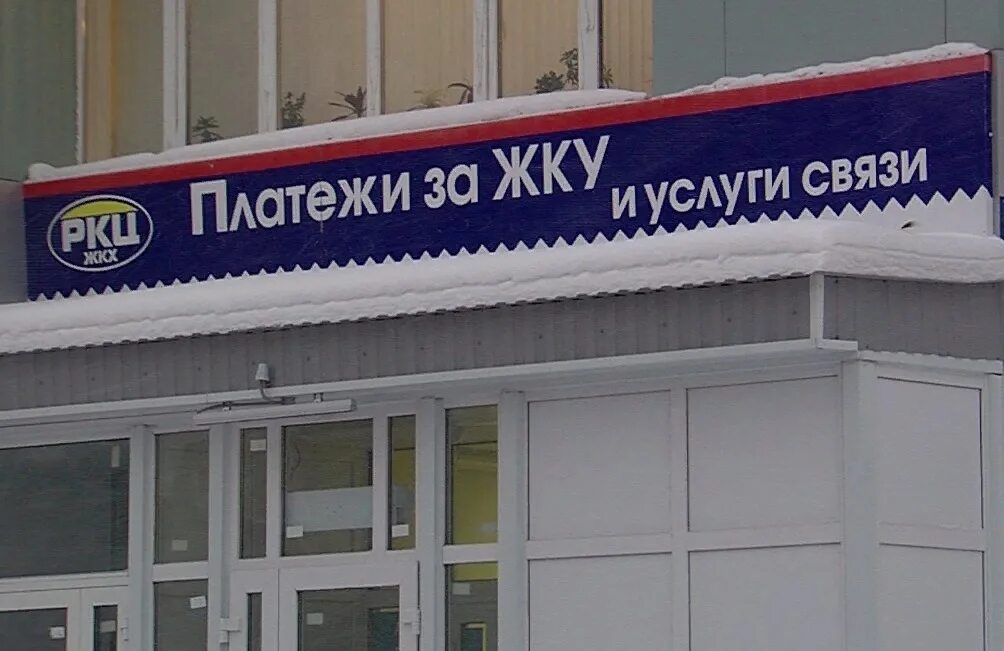 РКЦ
ЖКХ
Платежи за ЖКУ
и услуги связи